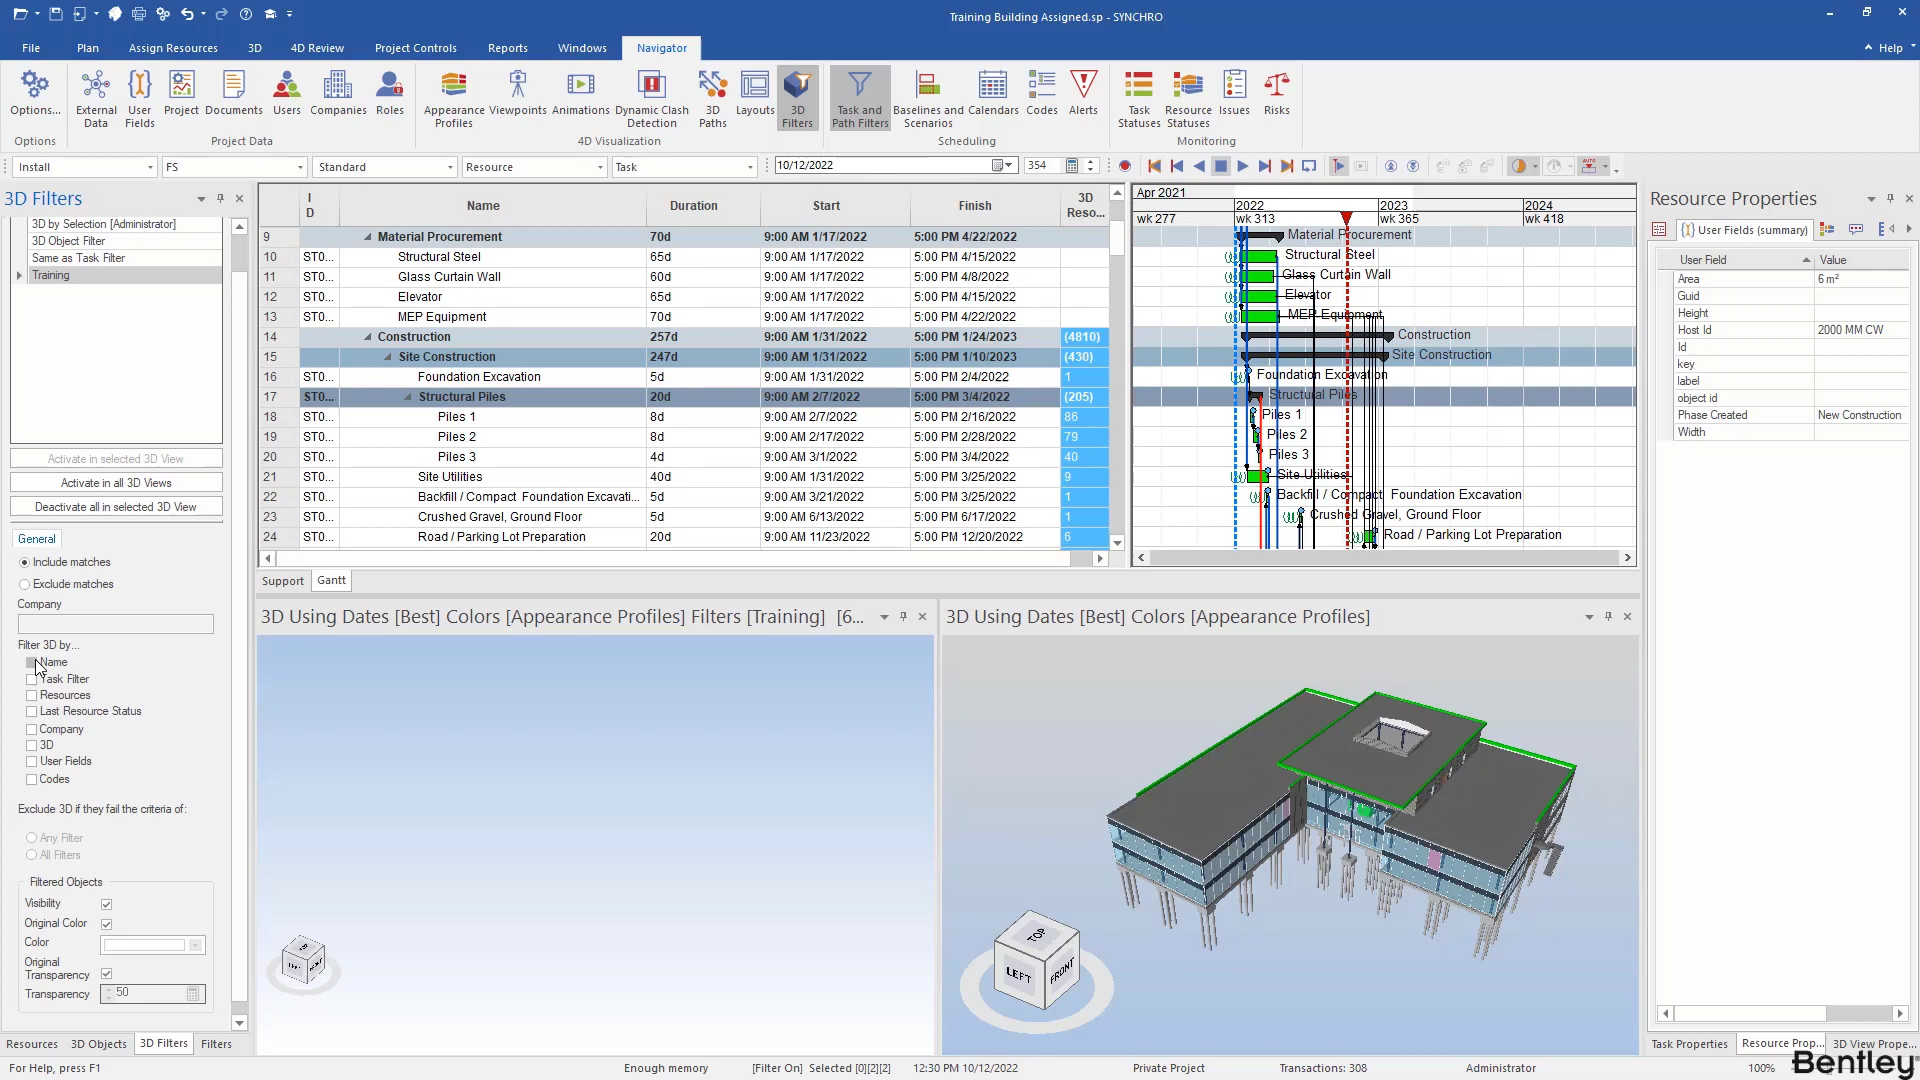 Training Building Assigned.sp - SYNCHRO
File Plan Assign Resources 3D 4D Review Project Controls Reports Windows Navigator Help
Options... External Data User Fields Project Documents Users Companies Roles Appearance Profiles Viewpoints Animations Dynamic Clash Detection 3D Paths Layouts 3D Filters Task and Path Filters Baselines and Scenarios Calendars Codes Alerts Task Statuses Resource Statuses Issues Risks
Options Project Data 4D Visualization Scheduling Monitoring
Install FS Standard Resource Task 10/12/2022 354
3D Filters
3D by Selection [Administrator]
3D Object Filter
Same as Task Filter
Training
Activate in selected 3D View
Activate in all 3D Views
Deactivate all in selected 3D View
General
Include matches
Exclude matches
Company
Filter 3D by...
Name
Task Filter
Resources
Last Resource Status
Company
3D
User Fields
Codes
Exclude 3D if they fail the criteria of:
Any Filter
All Filters
Filtered Objects
Visibility
Original Color
Color
Original
Transparency
Transparency 50
Resources 3D Objects 3D Filters Filters
I D Name Duration Start Finish 3D Reso...
9 Material Procurement 70d 9:00 AM 1/17/2022 5:00 PM 4/22/2022
10 ST0... Structural Steel 65d 9:00 AM 1/17/2022 5:00 PM 4/15/2022
11 ST0... Glass Curtain Wall 60d 9:00 AM 1/17/2022 5:00 PM 4/8/2022
12 ST0... Elevator 65d 9:00 AM 1/17/2022 5:00 PM 4/15/2022
13 ST0... MEP Equipment 70d 9:00 AM 1/17/2022 5:00 PM 4/22/2022
14 Construction 257d 9:00 AM 1/31/2022 5:00 PM 1/24/2023 (4810)
15 Site Construction 247d 9:00 AM 1/31/2022 5:00 PM 1/10/2023 (430)
16 ST0... Foundation Excavation 5d 9:00 AM 1/31/2022 5:00 PM 2/4/2022 1
17 ST0... Structural Piles 20d 9:00 AM 2/7/2022 5:00 PM 3/4/2022 (205)
18 ST0... Piles 1 8d 9:00 AM 2/7/2022 5:00 PM 2/16/2022 86
19 ST0... Piles 2 8d 9:00 AM 2/17/2022 5:00 PM 2/28/2022 79
20 ST0... Piles 3 4d 9:00 AM 3/1/2022 5:00 PM 3/4/2022 40
21 ST0... Site Utilities 40d 9:00 AM 1/31/2022 5:00 PM 3/25/2022 9
22 ST0... Backfill / Compact Foundation Excavati... 5d 9:00 AM 3/21/2022 5:00 PM 3/25/2022 1
23 ST0... Crushed Gravel, Ground Floor 5d 9:00 AM 6/13/2022 5:00 PM 6/17/2022 1
24 ST0... Road / Parking Lot Preparation 20d 9:00 AM 11/23/2022 5:00 PM 12/20/2022 6
Support Gantt
Apr 2021
2022 2023 2024
wk 277 wk 313 wk 365 wk 418
Material Procurement
Structural Steel
Glass Curtain Wall
Elevator
MEP Equipment
Construction
Site Construction
Foundation Excavation
Structural Piles
Piles 1
Piles 2
Piles 3
Site Utilities
Backfill / Compact Foundation Excavation
Crushed Gravel, Ground Floor
Road / Parking Lot Preparation
3D Using Dates [Best] Colors [Appearance Profiles] Filters [Training] [6...
3D Using Dates [Best] Colors [Appearance Profiles]
TOP
LEFT FRONT
Resource Properties
User Fields (summary)
User Field Value
Area 6 m²
Guid
Height
Host Id 2000 MM CW
Id
key
label
object id
Phase Created New Construction
Width
Task Properties Resource Prop... 3D View Prope...
For Help, press F1 Enough memory [Filter On] Selected [0][2][2] 12:30 PM 10/12/2022 Private Project Transactions: 308 Administrator 100%
Bentley